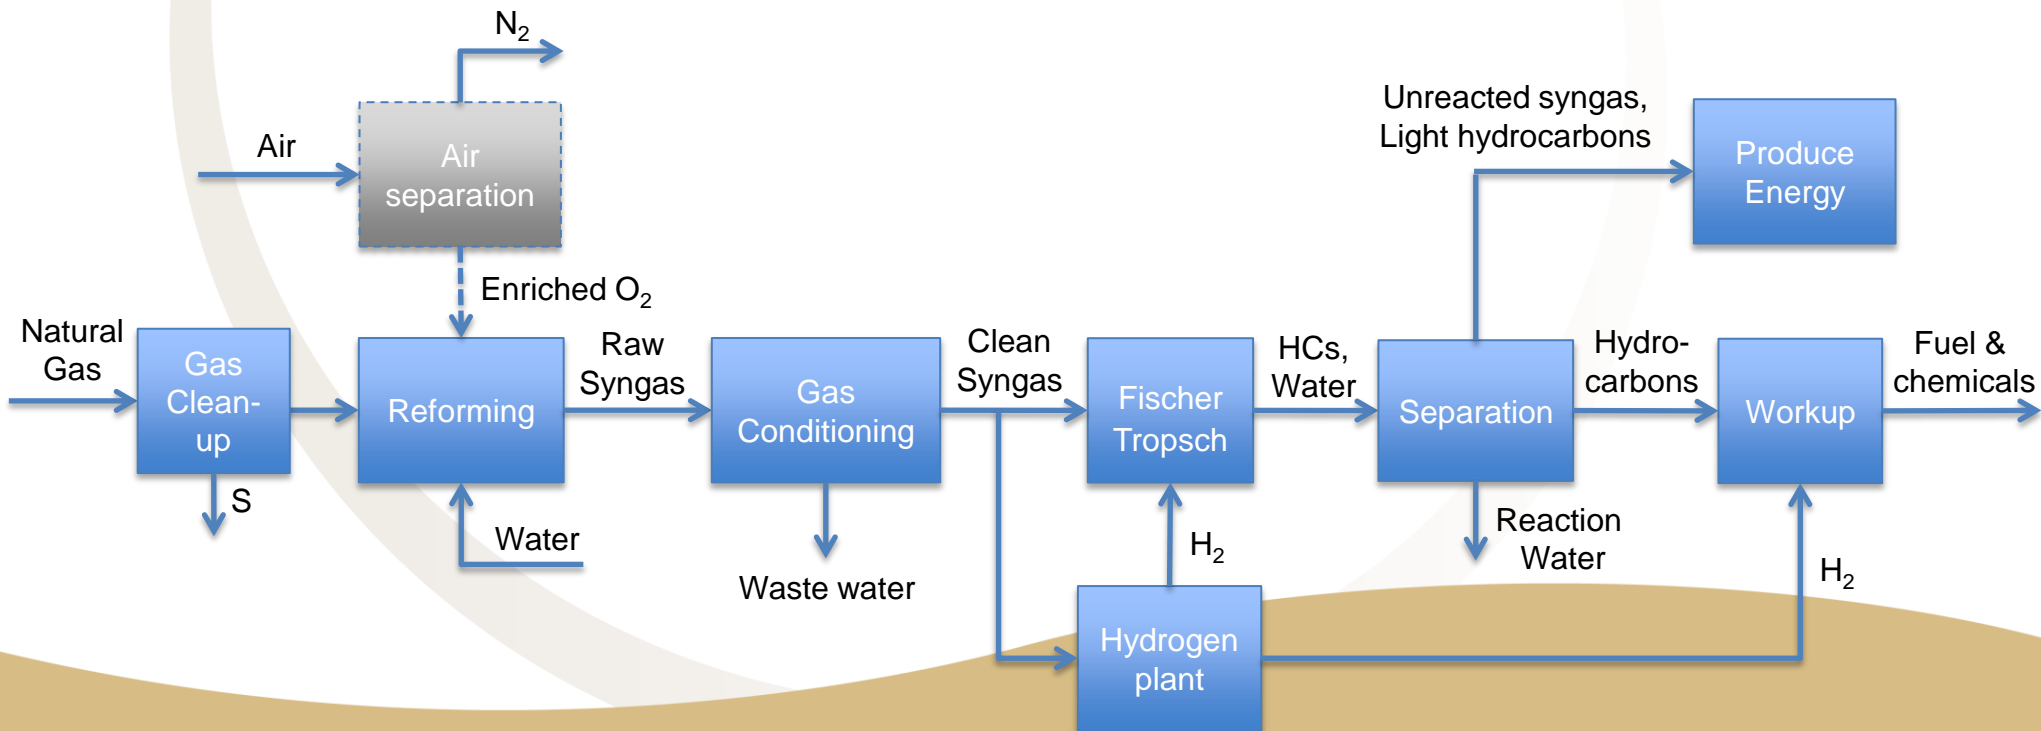 N₂
Air
Air
separation
Enriched O₂
Unreacted syngas,
Light hydrocarbons
Produce
Energy
Natural
Gas
Gas
Clean-
up
S
Reforming
Water
Raw
Syngas
Gas
Conditioning
Waste water
Clean
Syngas
Fischer
Tropsch
H₂
Hydrogen
plant
HCs,
Water
Separation
Reaction
Water
Hydro-
carbons
Workup
H₂
Fuel &
chemicals